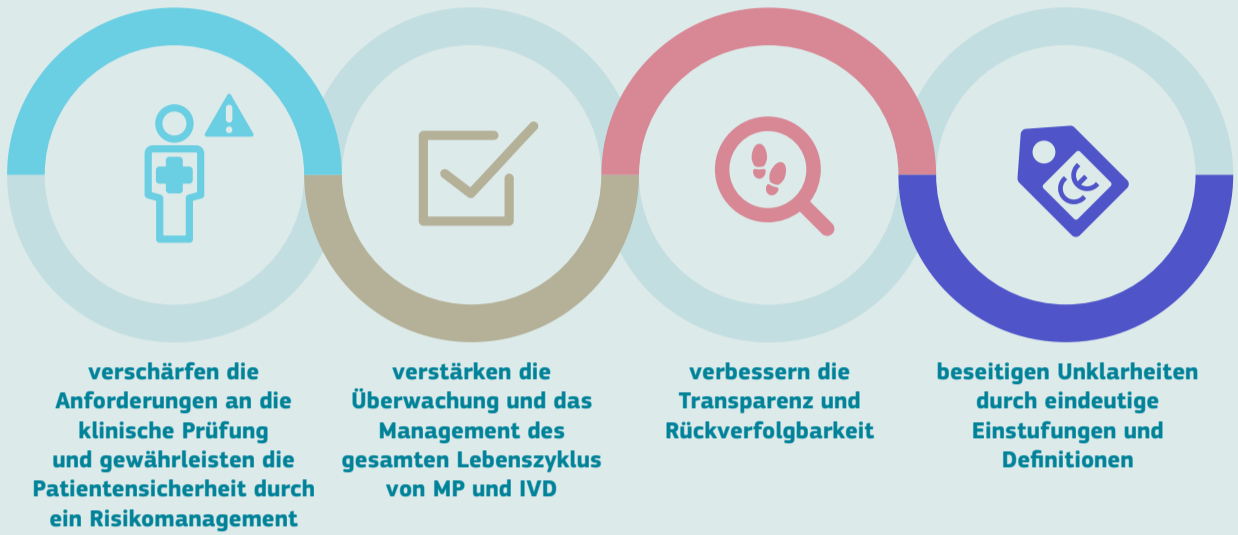 CE
verschärfen die
Anforderungen an die
klinische Prüfung
und gewährleisten die
Patientensicherheit durch
ein Risikomanagement
verstärken die
Überwachung und das
Management des
gesamten Lebenszyklus
von MP und IVD
verbessern die
Transparenz und
Rückverfolgbarkeit
beseitigen Unklarheiten
durch eindeutige
Einstufungen und
Definitionen